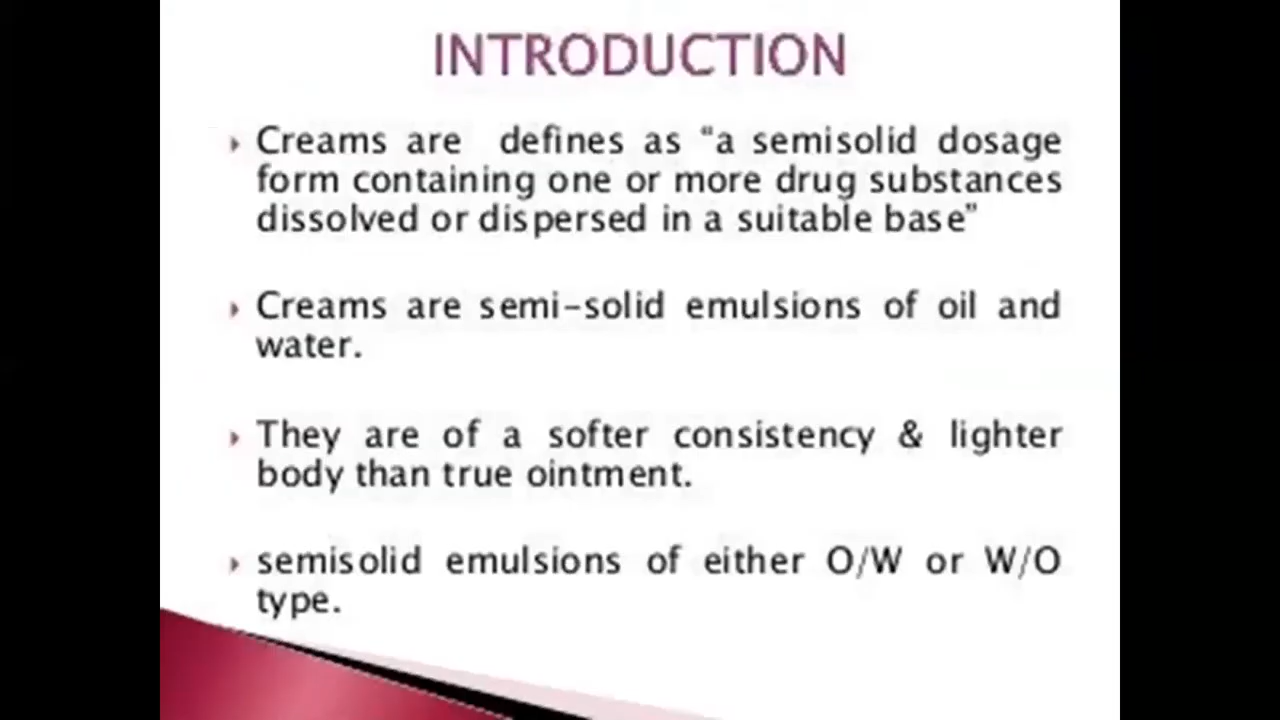 INTRODUCTION
Creams are defines as “a semisolid dosage
form containing one or more drug substances
dissolved or dispersed in a suitable base”
Creams are semi-solid emulsions of oil and
water.
They are of a softer consistency & lighter
body than true ointment.
semisolid emulsions of either O/W or W/O
type.